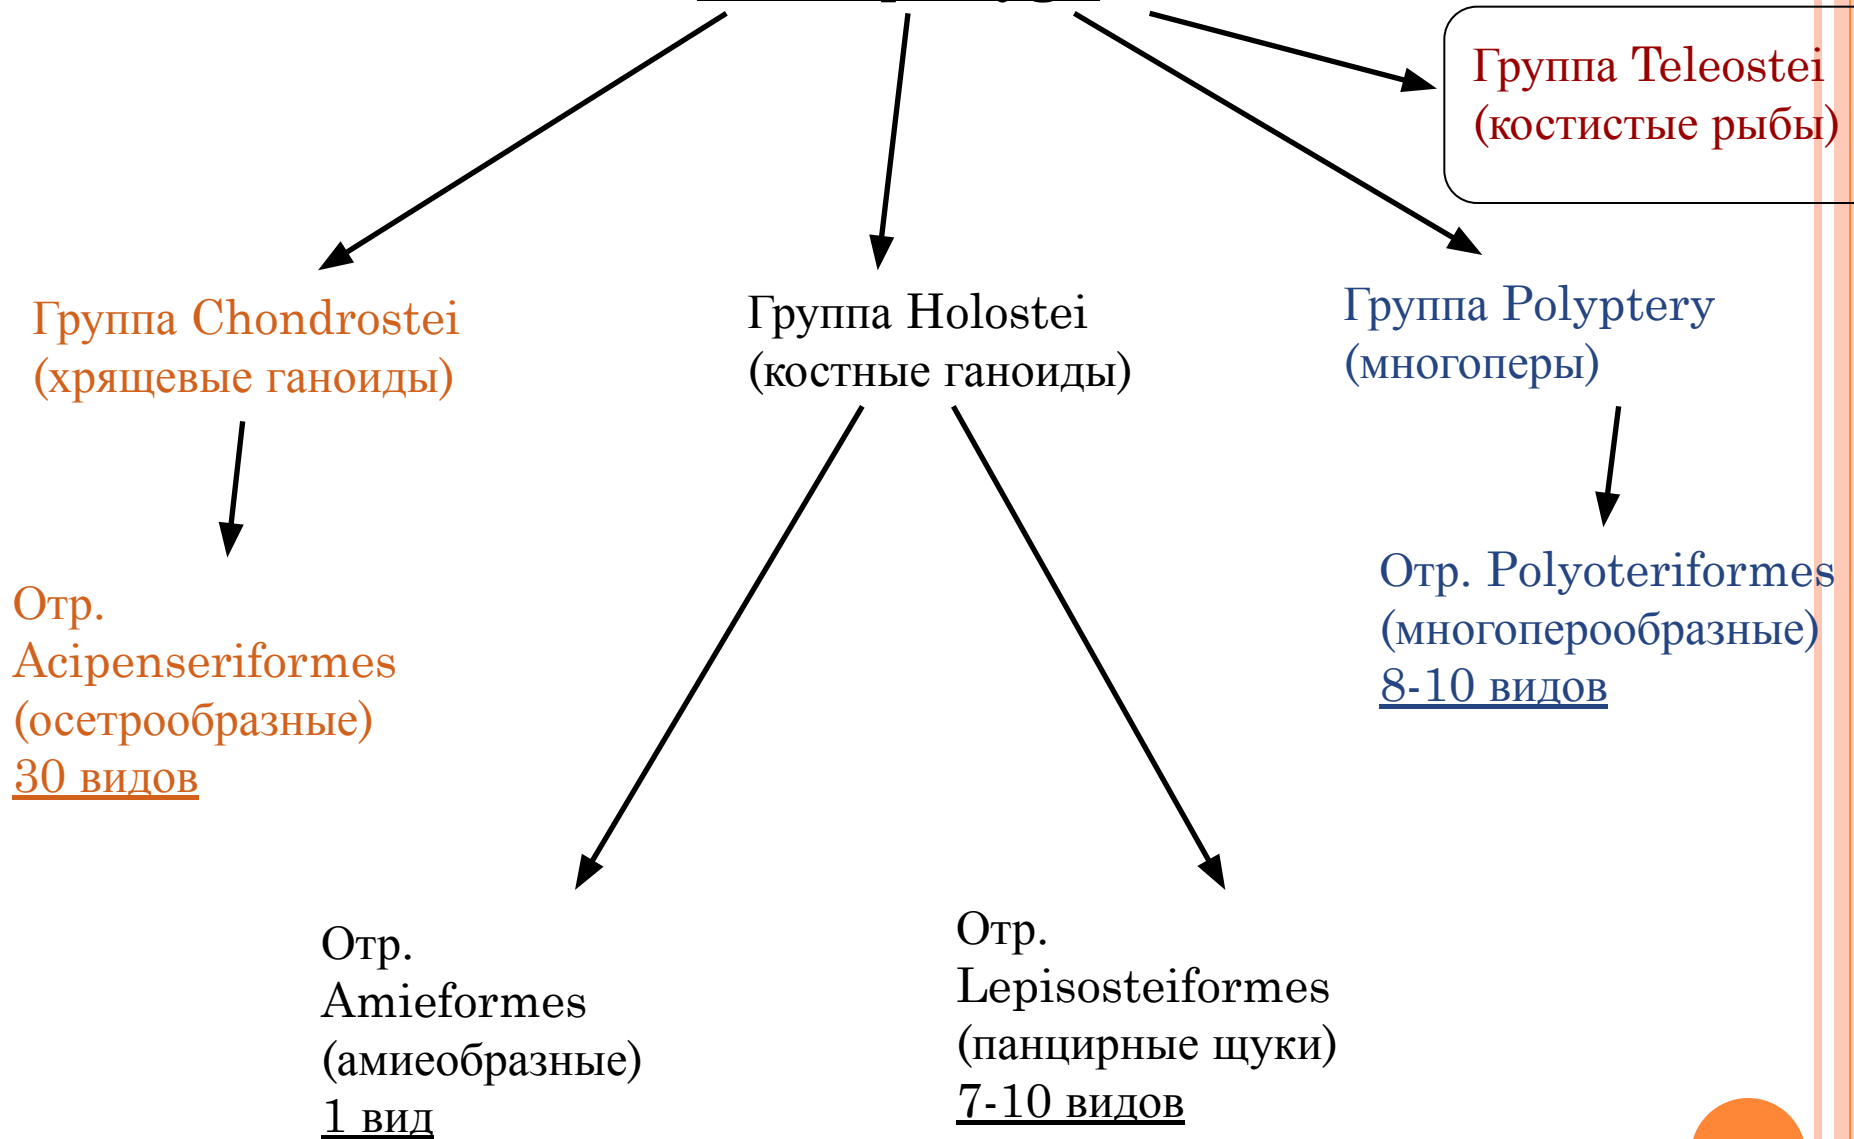 Группа Teleostei
(костистые рыбы)
Группа Chondrostei
(хрящевые ганоиды)
Группа Holostei
(костные ганоиды)
Группа Polyptery
(многоперы)
Отр.
Acipenseriformes
(осетрообразные)
30 видов
Отр. Polyoteriformes
(многоперообразные)
8-10 видов
Отр.
Amieformes
(амиеобразные)
1 вид
Отр.
Lepisosteiformes
(панцирные щуки)
7-10 видов